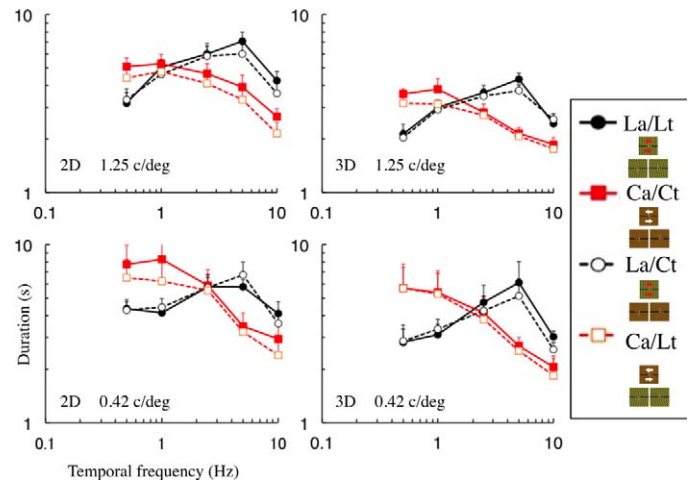 10
10
1
1
0.1
1
10
0.1
1
10
2D 1.25 c/deg
3D 1.25 c/deg
10
10
1
1
0.1
1
10
0.1
1
10
2D 0.42 c/deg
3D 0.42 c/deg
Duration (s)
Temporal frequency (Hz)
La/Lt
Ca/Ct
La/Ct
Ca/Lt